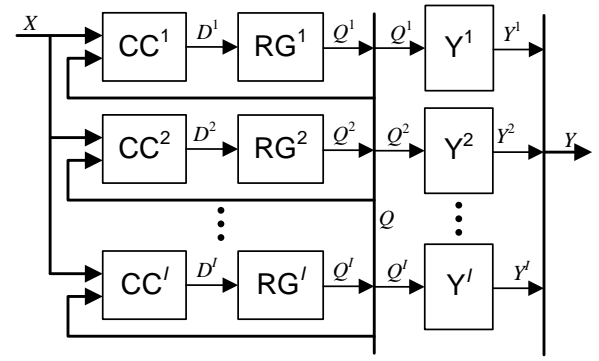 X CC¹ D¹ RG¹ Q¹ Q¹ Y¹ Y¹
CC² D² RG² Q² Q² Y² Y² Y
Q
CCᴵ Dᴵ RGᴵ Qᴵ Qᴵ Yᴵ Yᴵ